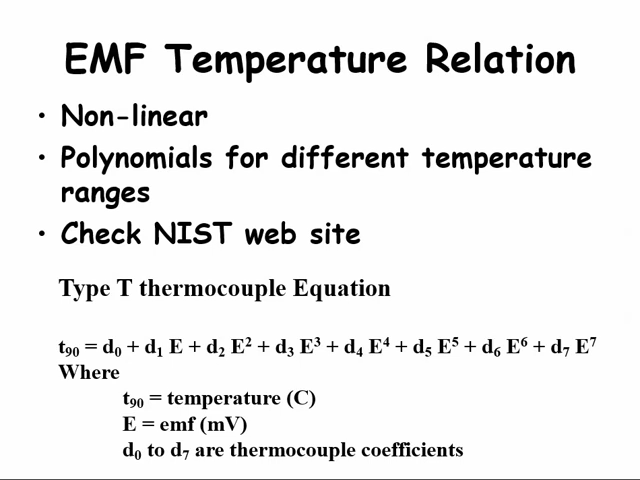 EMF Temperature Relation
• Non-linear
• Polynomials for different temperature
ranges
• Check NIST web site
Type T thermocouple Equation
t₉₀ = d₀ + d₁ E + d₂ E² + d₃ E³ + d₄ E⁴ + d₅ E⁵ + d₆ E⁶ + d₇ E⁷
Where
t₉₀ = temperature (C)
E = emf (mV)
d₀ to d₇ are thermocouple coefficients